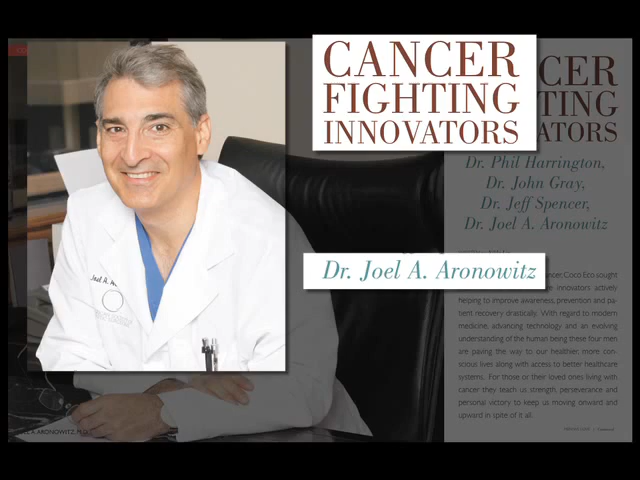 CANCER
FIGHTING
INNOVATORS
CER
TING
ATORS
Dr. Phil Harrington,
Dr. John Gray,
Dr. Jeff Spencer,
Dr. Joel A. Aronowitz
Dr. Joel A. Aronowitz
Joel A. A
ancer, Coco Eco sought
innovators actively
helping to improve awareness, prevention and pa-
tient recovery drastically. With regard to modern
medicine, advancing technology and an evolving
understanding of the human being these four men
are paving the way to our healthier, more con-
scious lives along with access to better healthcare
systems. For those or their loved ones living with
cancer they teach us strength, perseverance and
personal victory to keep us moving onward and
upward in spite of it all.
A. ARONOWITZ, M.D.